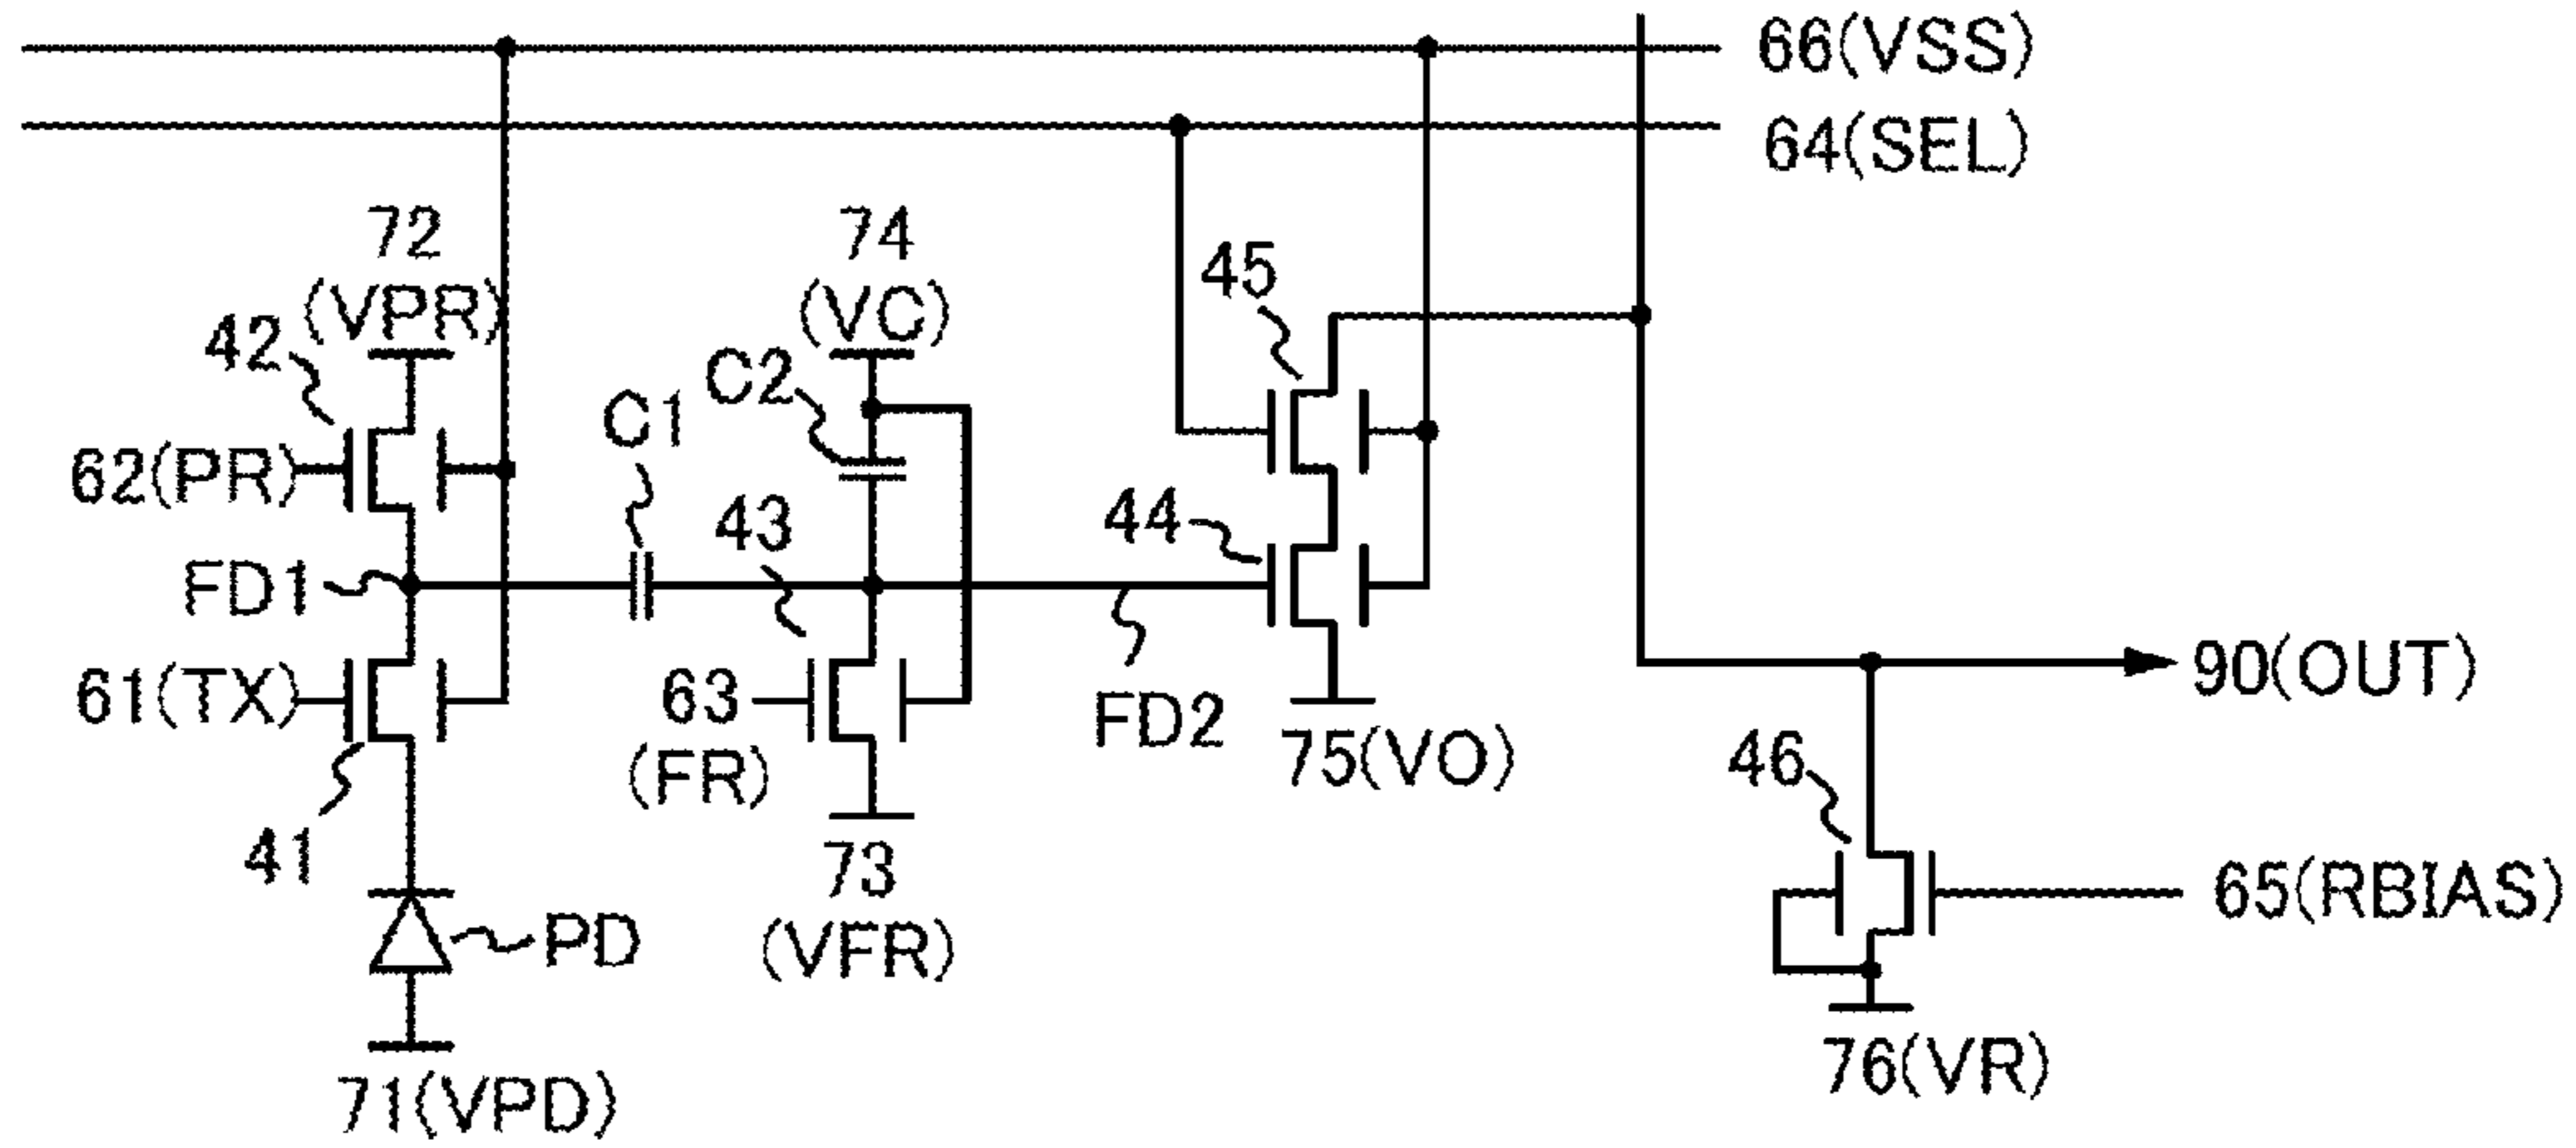 66(VSS)
64(SEL)
72
(VPR)
74
(VC)
45
42
C2
C1
62(PR)
43
44
FD1
61(TX)
63
(FR)
FD2
90(OUT)
75(VO)
46
41
73
(VFR)
65(RBIAS)
PD
76(VR)
71(VPD)